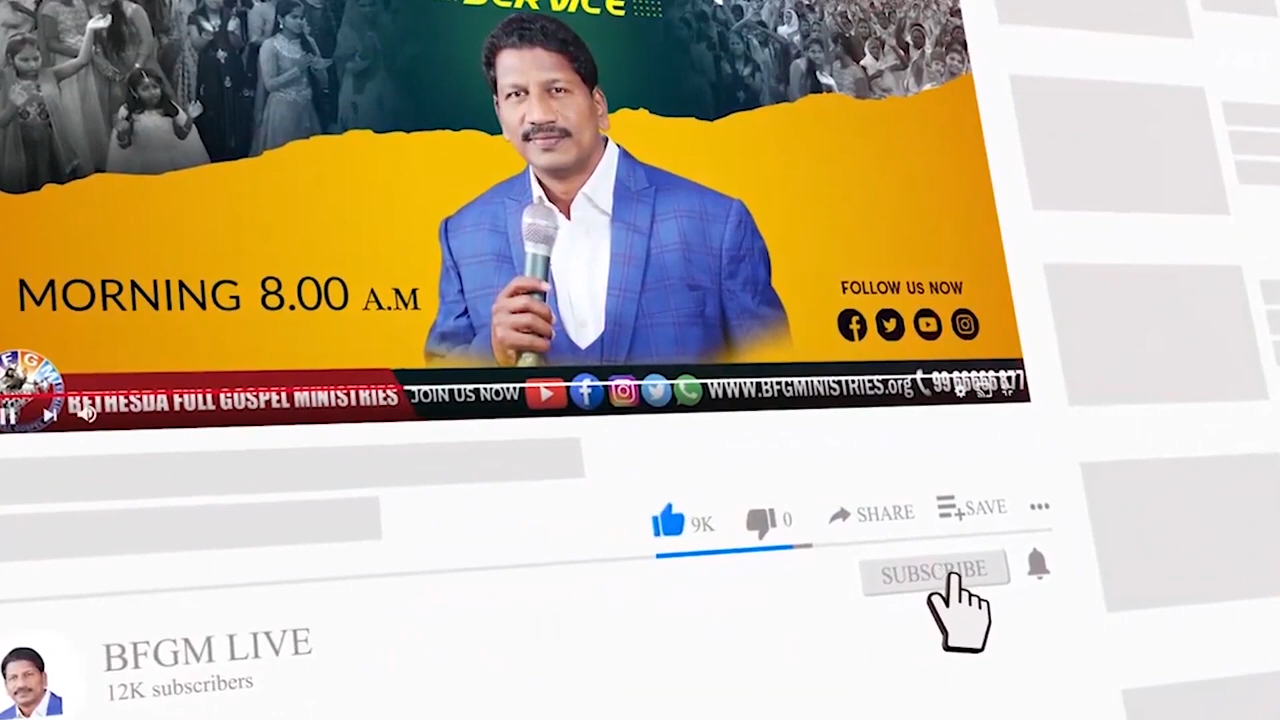 SERVICE
MORNING 8.00 A.M
FOLLOW US NOW
BETHESDA FULL GOSPEL MINISTRIES JOIN US NOW WWW.BFGMINISTRIES.org
9K 0 SHARE SAVE
SUBSCRIBE
BFGM LIVE
12K subscribers